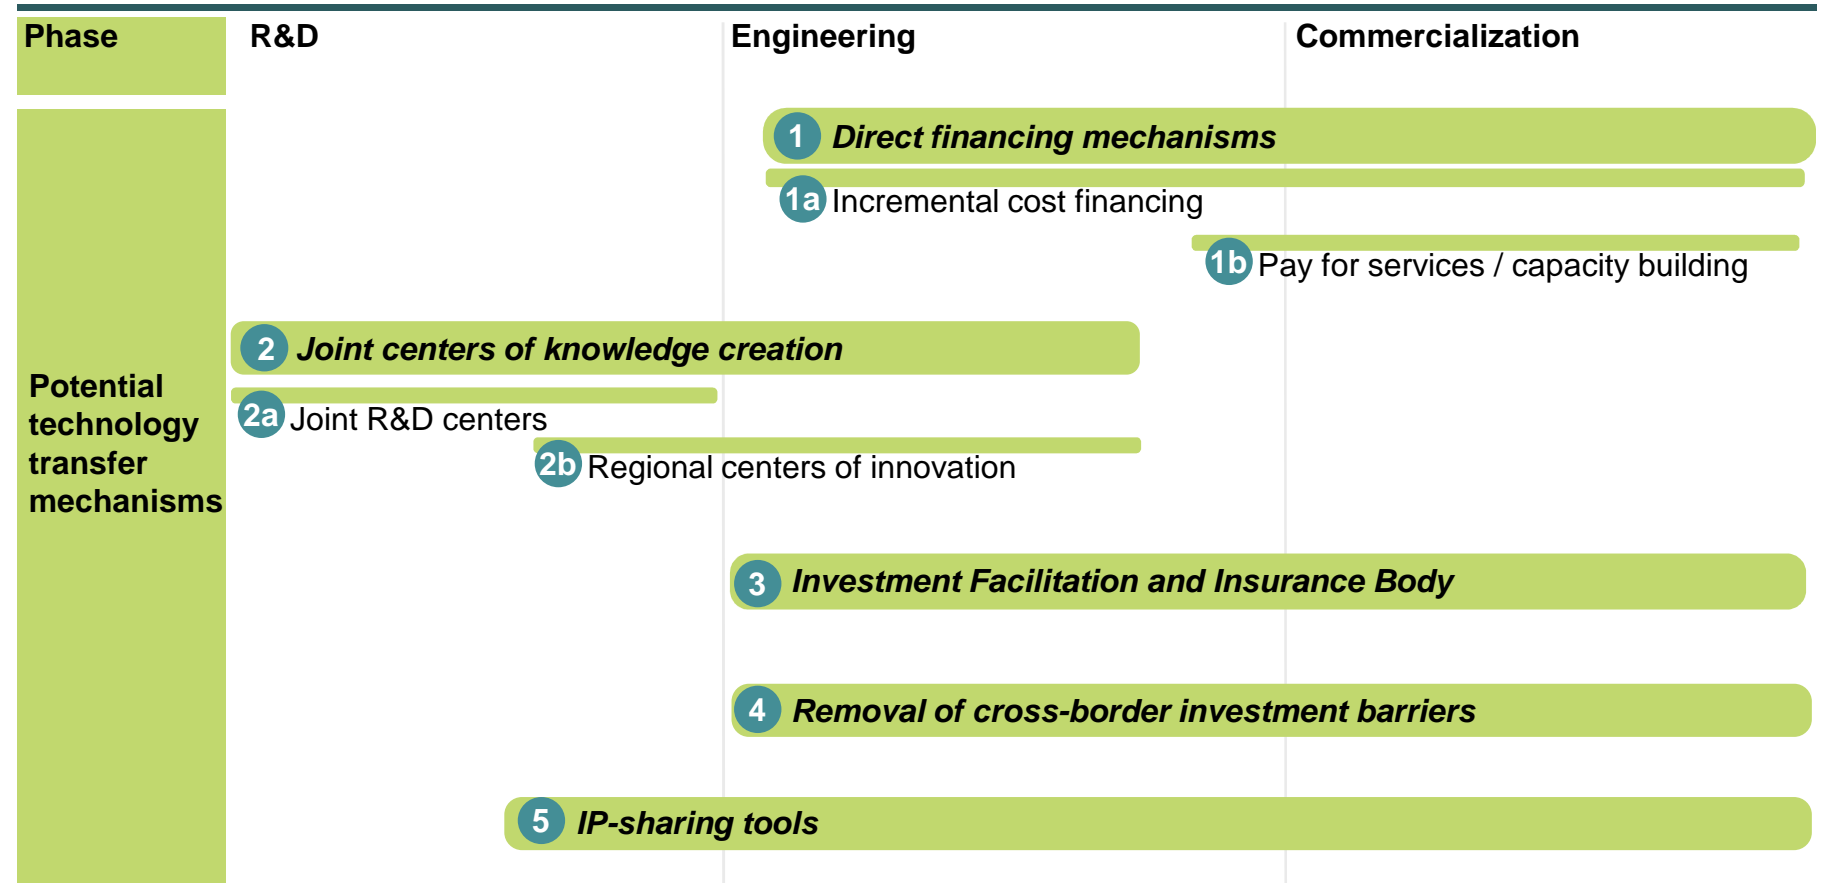 Phase R&D Engineering Commercialization
1 Direct financing mechanisms
1a Incremental cost financing
1b Pay for services / capacity building
2 Joint centers of knowledge creation
2a Joint R&D centers
2b Regional centers of innovation
Potential
technology
transfer
mechanisms
3 Investment Facilitation and Insurance Body
4 Removal of cross-border investment barriers
5 IP-sharing tools